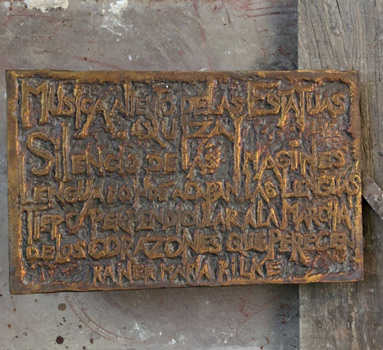 MUSICA ALIENTO DE LAS ESTATUAS
QUIZA
SILENCIO DE LAS IMAGENES
LENGUA DONDE ACABAN LAS LENGUAS
TIEMPO PERPENDICULAR A LA MARCHA
DE LOS CORAZONES QUE PERECEN
RAINER MARIA RILKE